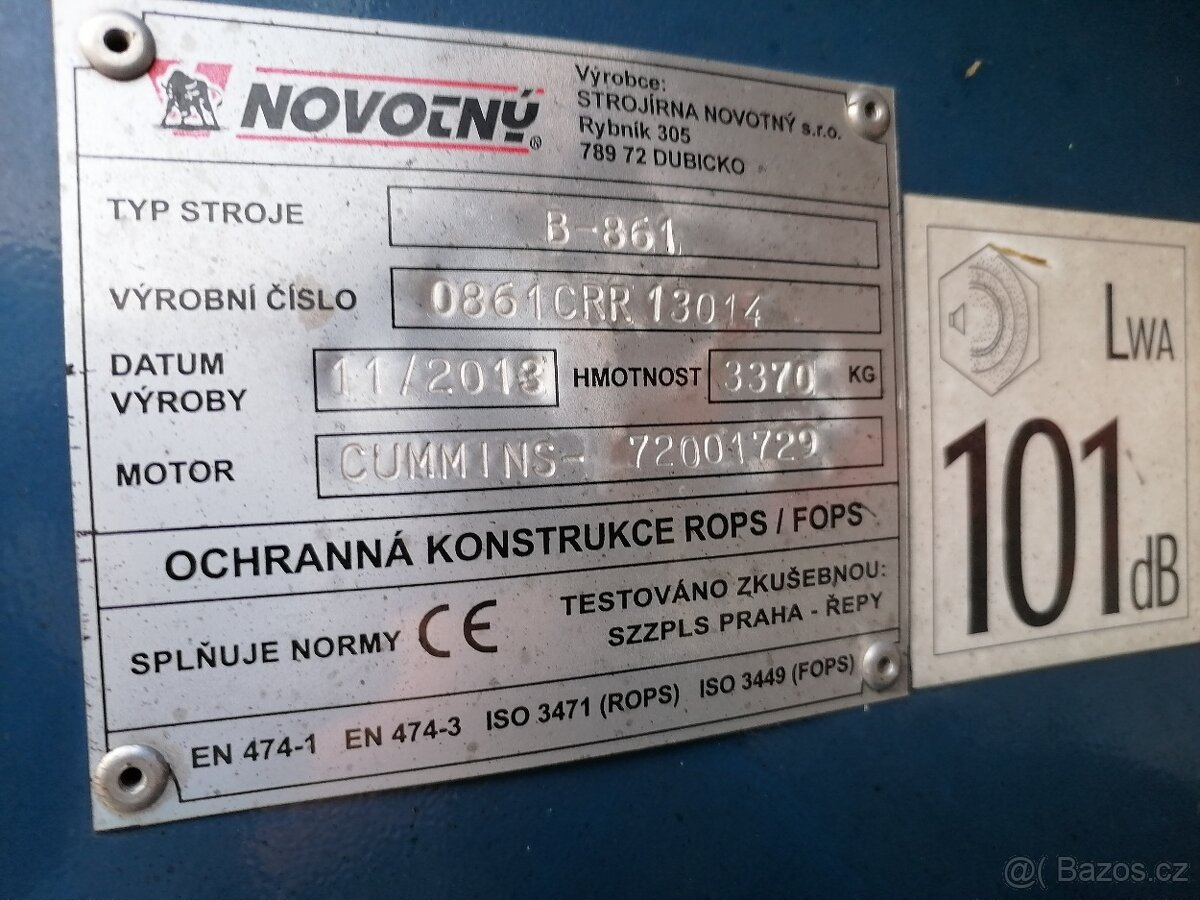 NOVOTNÝ®
Výrobce:
STROJÍRNA NOVOTNÝ s.r.o.
Rybník 305
789 72 DUBICKO
TYP STROJE B-861
VÝROBNÍ ČÍSLO 0861CRR 13014
DATUM VÝROBY 11/2013 HMOTNOST 3370 KG
MOTOR CUMMINS- 72001729
OCHRANNÁ KONSTRUKCE ROPS / FOPS
SPLŇUJE NORMY CE
TESTOVÁNO ZKUŠEBNOU:
SZZPLS PRAHA - ŘEPY
EN 474-1 EN 474-3 ISO 3471 (ROPS) ISO 3449 (FOPS)
LWA
101 dB
@( Bazos.cz